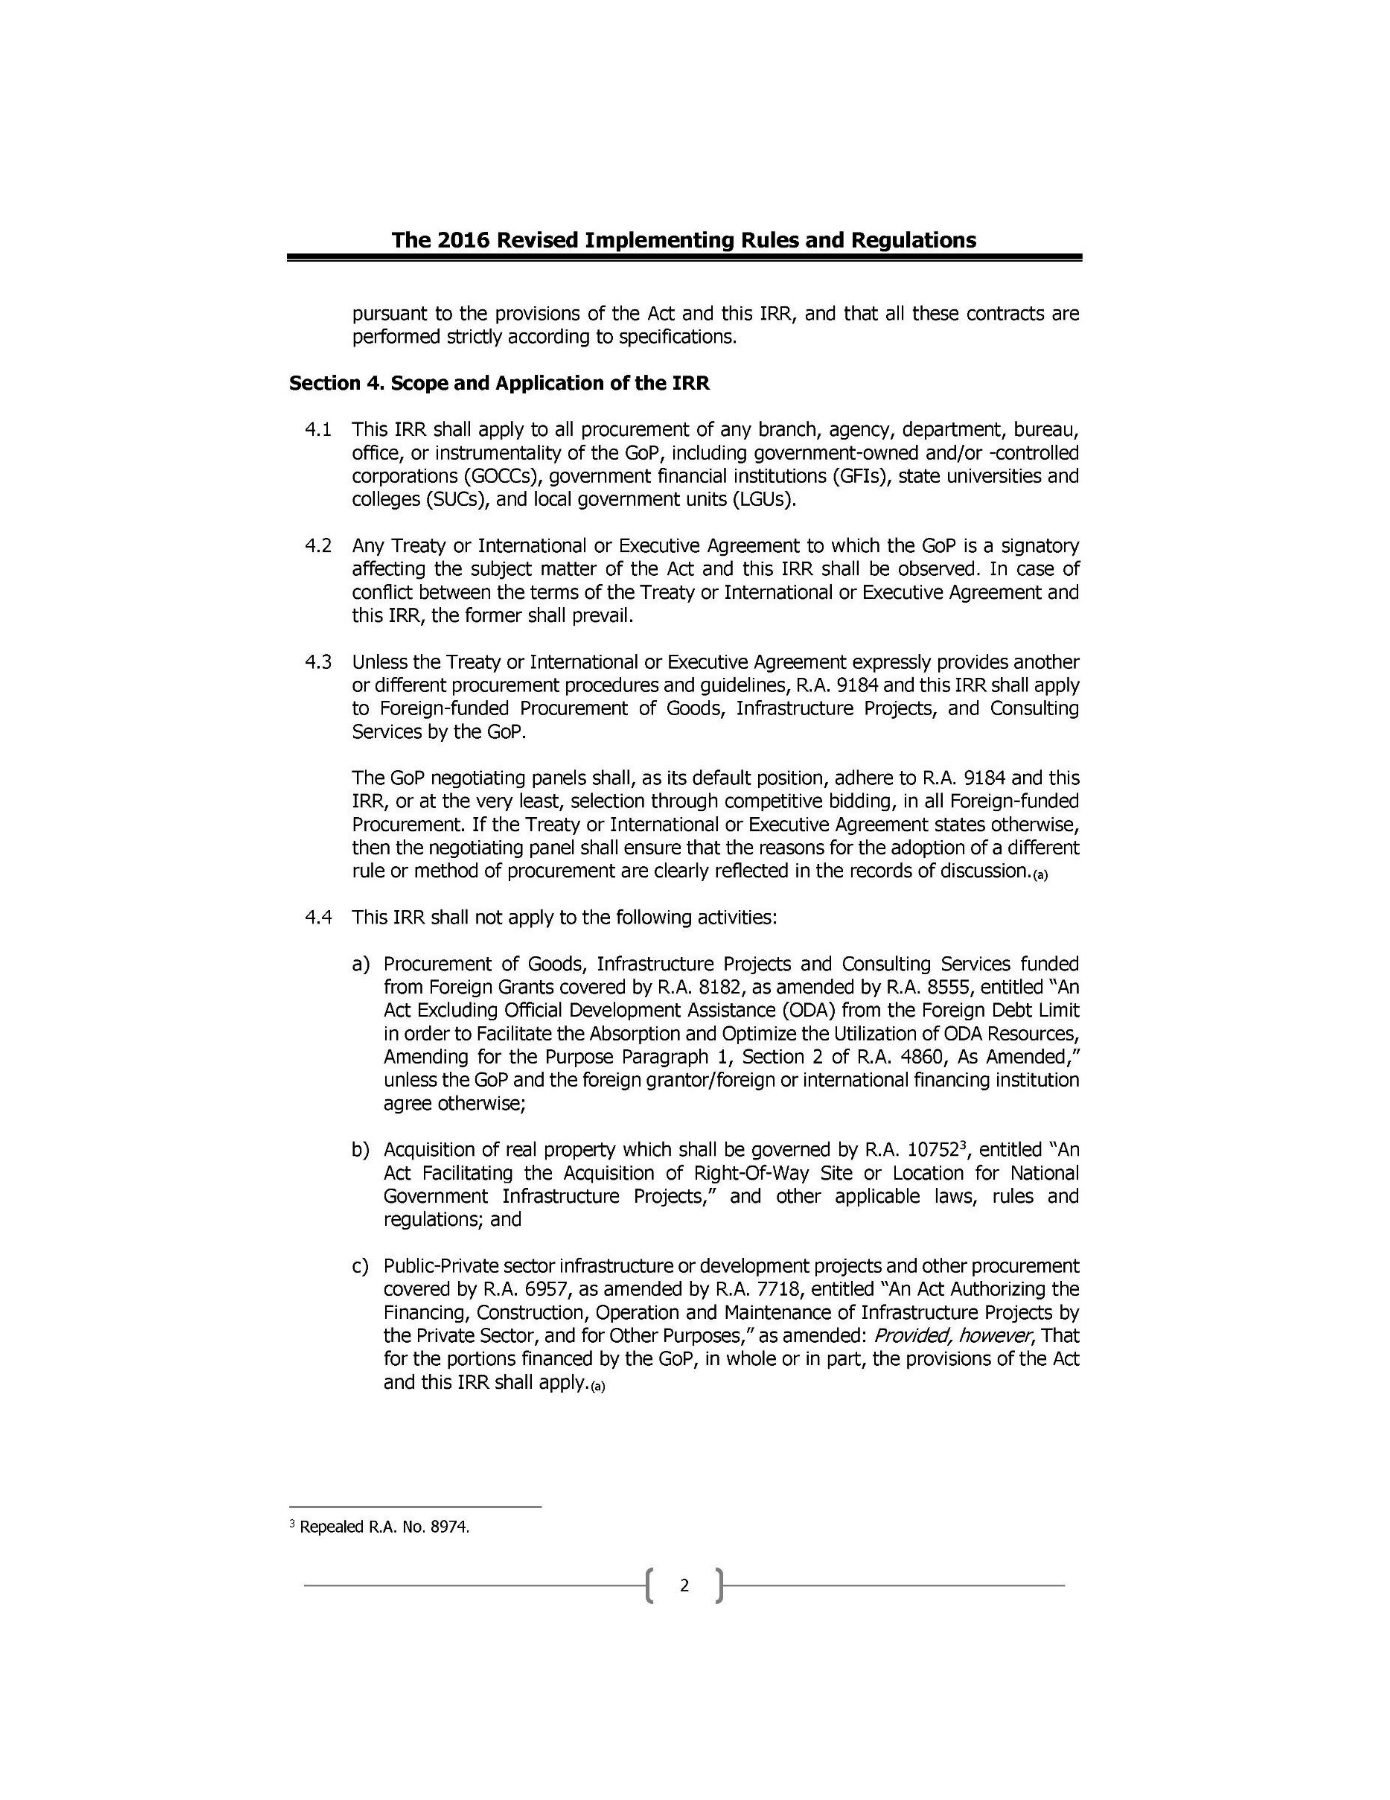 The 2016 Revised Implementing Rules and Regulations
pursuant to the provisions of the Act and this IRR, and that all these contracts are
performed strictly according to specifications.
Section 4. Scope and Application of the IRR
4.1 This IRR shall apply to all procurement of any branch, agency, department, bureau,
office, or instrumentality of the GoP, including government-owned and/or -controlled
corporations (GOCCs), government financial institutions (GFIs), state universities and
colleges (SUCs), and local government units (LGUs).
4.2 Any Treaty or International or Executive Agreement to which the GoP is a signatory
affecting the subject matter of the Act and this IRR shall be observed. In case of
conflict between the terms of the Treaty or International or Executive Agreement and
this IRR, the former shall prevail.
4.3 Unless the Treaty or International or Executive Agreement expressly provides another
or different procurement procedures and guidelines, R.A. 9184 and this IRR shall apply
to Foreign-funded Procurement of Goods, Infrastructure Projects, and Consulting
Services by the GoP.
The GoP negotiating panels shall, as its default position, adhere to R.A. 9184 and this
IRR, or at the very least, selection through competitive bidding, in all Foreign-funded
Procurement. If the Treaty or International or Executive Agreement states otherwise,
then the negotiating panel shall ensure that the reasons for the adoption of a different
rule or method of procurement are clearly reflected in the records of discussion.(a)
4.4 This IRR shall not apply to the following activities:
a) Procurement of Goods, Infrastructure Projects and Consulting Services funded
from Foreign Grants covered by R.A. 8182, as amended by R.A. 8555, entitled “An
Act Excluding Official Development Assistance (ODA) from the Foreign Debt Limit
in order to Facilitate the Absorption and Optimize the Utilization of ODA Resources,
Amending for the Purpose Paragraph 1, Section 2 of R.A. 4860, As Amended,”
unless the GoP and the foreign grantor/foreign or international financing institution
agree otherwise;
b) Acquisition of real property which shall be governed by R.A. 10752³, entitled “An
Act Facilitating the Acquisition of Right-Of-Way Site or Location for National
Government Infrastructure Projects,” and other applicable laws, rules and
regulations; and
c) Public-Private sector infrastructure or development projects and other procurement
covered by R.A. 6957, as amended by R.A. 7718, entitled “An Act Authorizing the
Financing, Construction, Operation and Maintenance of Infrastructure Projects by
the Private Sector, and for Other Purposes,” as amended: Provided, however, That
for the portions financed by the GoP, in whole or in part, the provisions of the Act
and this IRR shall apply.(a)
³ Repealed R.A. No. 8974.
2